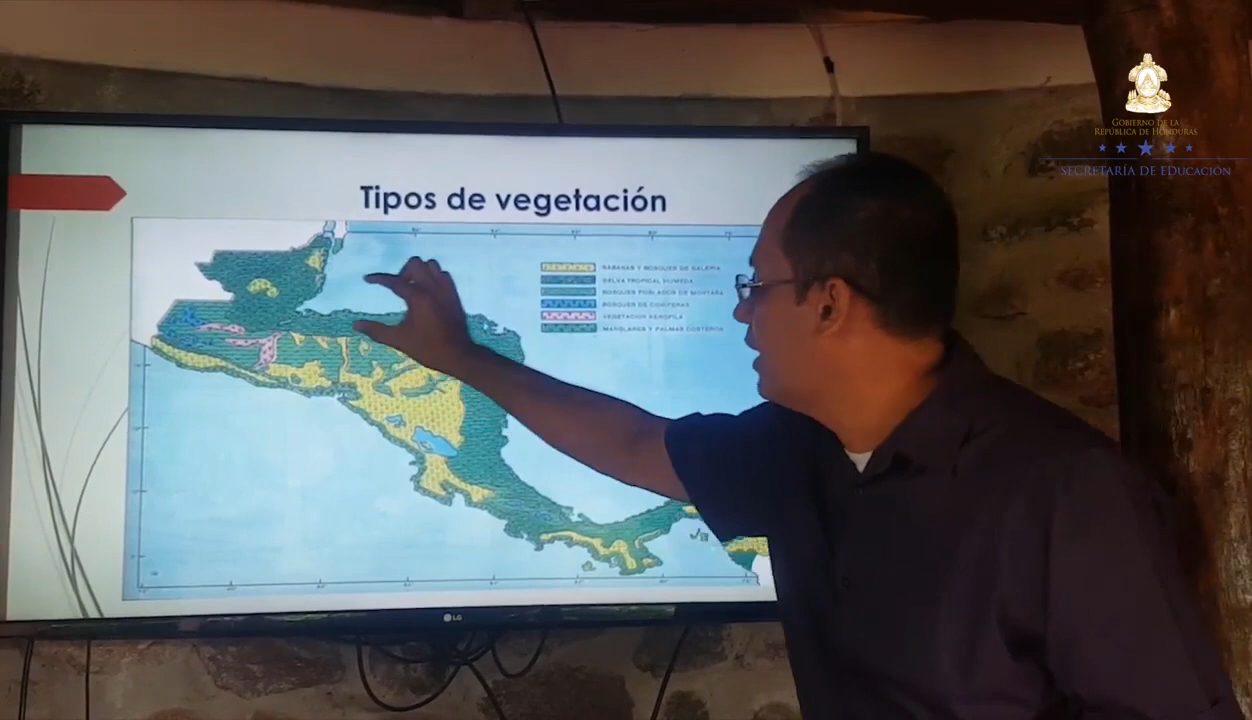 GOBIERNO DE LA
REPÚBLICA DE HONDURAS
SECRETARÍA DE EDUCACIÓN
Tipos de vegetación
SABANAS Y BOSQUES DE GALERIA
SELVA TROPICAL HUMEDA
BOSQUES POBLADOS DE MONTAÑA
BOSQUES DE CONIFERAS
VEGETACION XEROFILA
MANGLARES Y PALMAS COSTEROS
LG